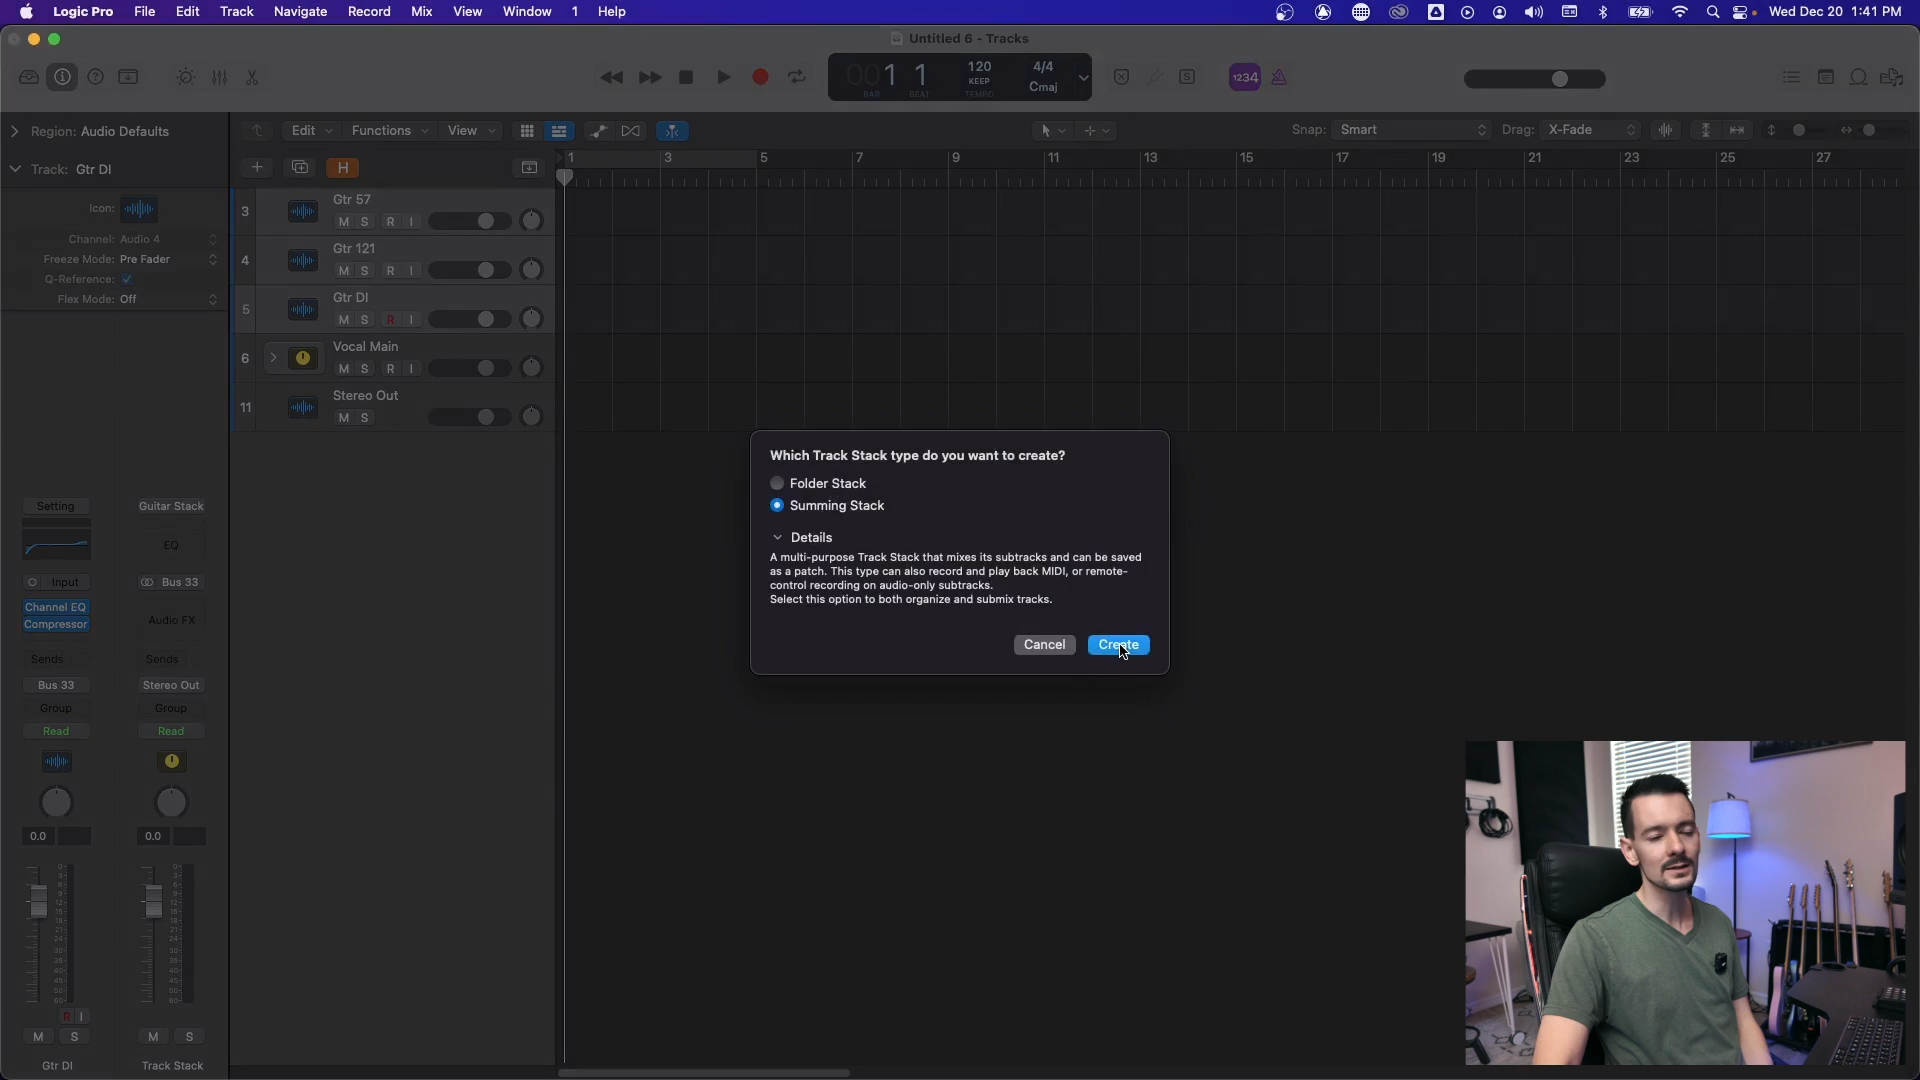 Logic Pro File Edit Track Navigate Record Mix View Window 1 Help
Wed Dec 20 1:41 PM
Untitled 6 - Tracks
001 1
120
KEEP
4/4
Cmaj
BAR BEAT TEMPO
S
1234
Region: Audio Defaults
Edit Functions View
Snap: Smart
Drag: X-Fade
Track: Gtr DI
H
1 3 5 7 9 11 13 15 17 19 21 23 25 27
Icon:
Channel: Audio 4
Freeze Mode: Pre Fader
Q-Reference:
Flex Mode: Off
3 Gtr 57
M S R I
4 Gtr 121
M S R I
5 Gtr DI
M S R I
6 Vocal Main
M S R I
11 Stereo Out
M S
Which Track Stack type do you want to create?
Folder Stack
Summing Stack
Details
A multi-purpose Track Stack that mixes its subtracks and can be saved
as a patch. This type can also record and play back MIDI, or remote-
control recording on audio-only subtracks.
Select this option to both organize and submix tracks.
Cancel Create
Setting Guitar Stack
EQ
Input Bus 33
Channel EQ
Compressor
Audio FX
Sends Sends
Bus 33 Stereo Out
Group Group
Read Read
0.0 0.0
R I
M S M S
Gtr DI Track Stack